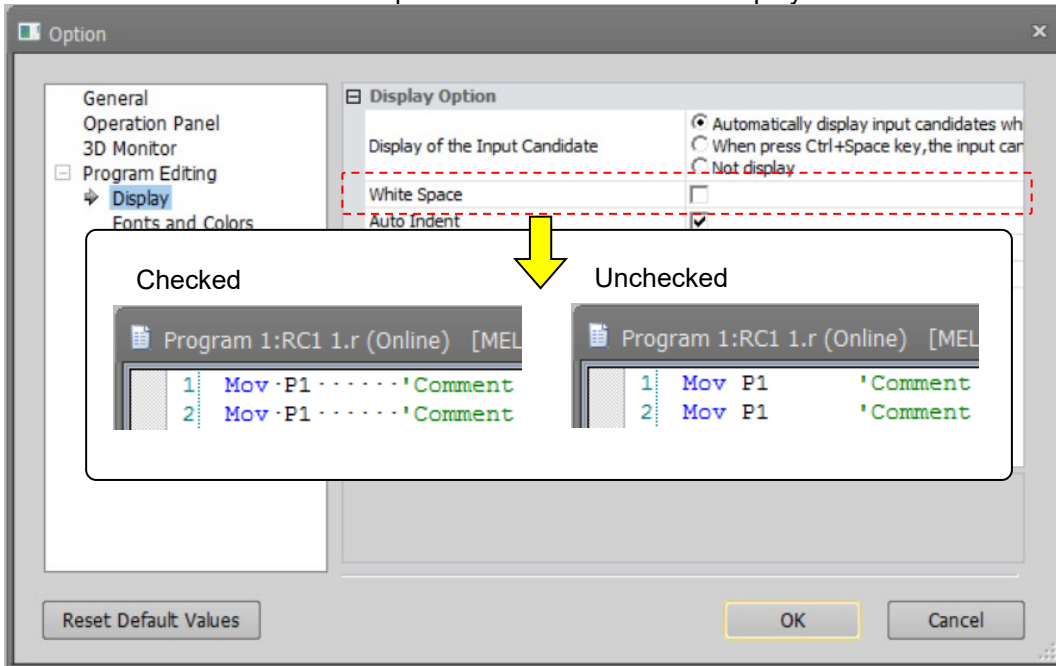 Option
General
Operation Panel
3D Monitor
Program Editing
Display
Fonts and Colors
Display Option
Display of the Input Candidate
Automatically display input candidates wh
When press Ctrl+Space key,the input can
Not display
White Space
Auto Indent
Checked
Program 1:RC1 1.r (Online) [MEL
1 Mov·P1······'Comment
2 Mov·P1······'Comment
Unchecked
Program 1:RC1 1.r (Online) [MEL
1 Mov P1      'Comment
2 Mov P1      'Comment
Reset Default Values
OK
Cancel